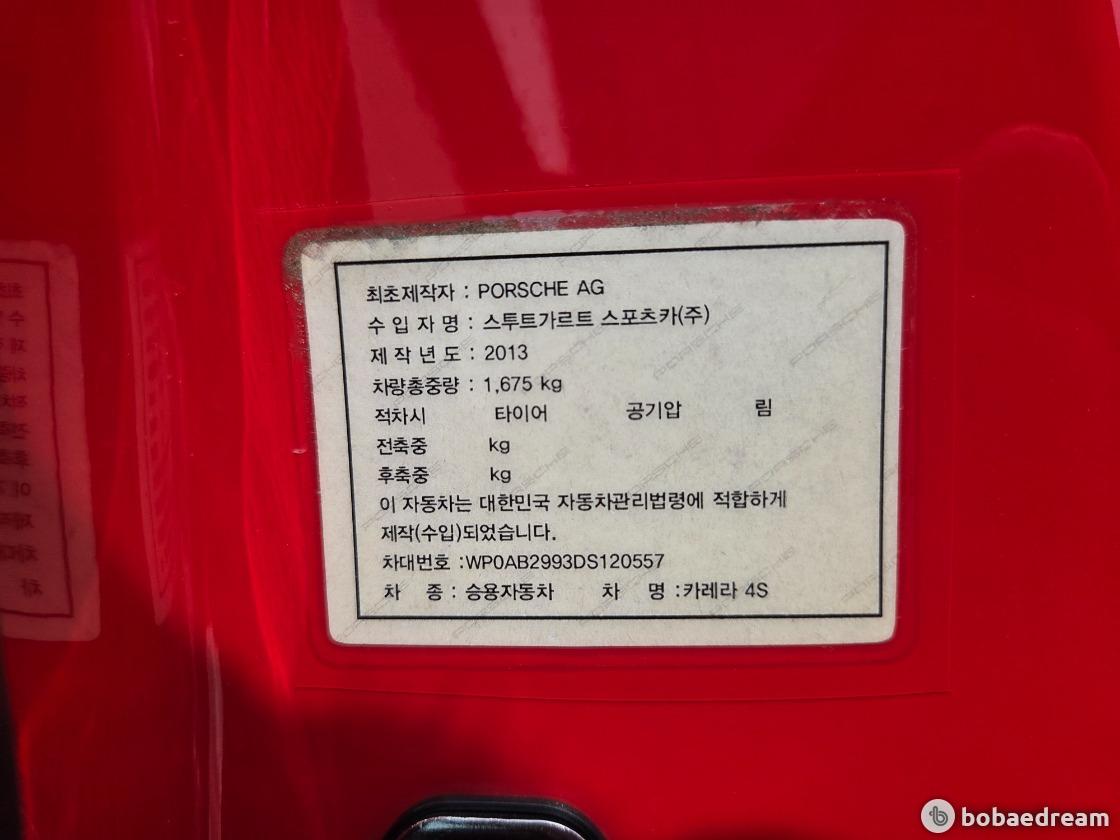 최초제작자 : PORSCHE AG
수 입 자 명 : 스투트가르트 스포츠카(주)
제 작 년 도 : 2013
차량총중량 : 1,675 kg
적차시 타이어 공기압 림
전축중 kg
후축중 kg
이 자동차는 대한민국 자동차관리법령에 적합하게
제작(수입)되었습니다.
차대번호 :WP0AB2993DS120557
차 종 : 승용자동차 차 명 :카레라 4S
bobaedream